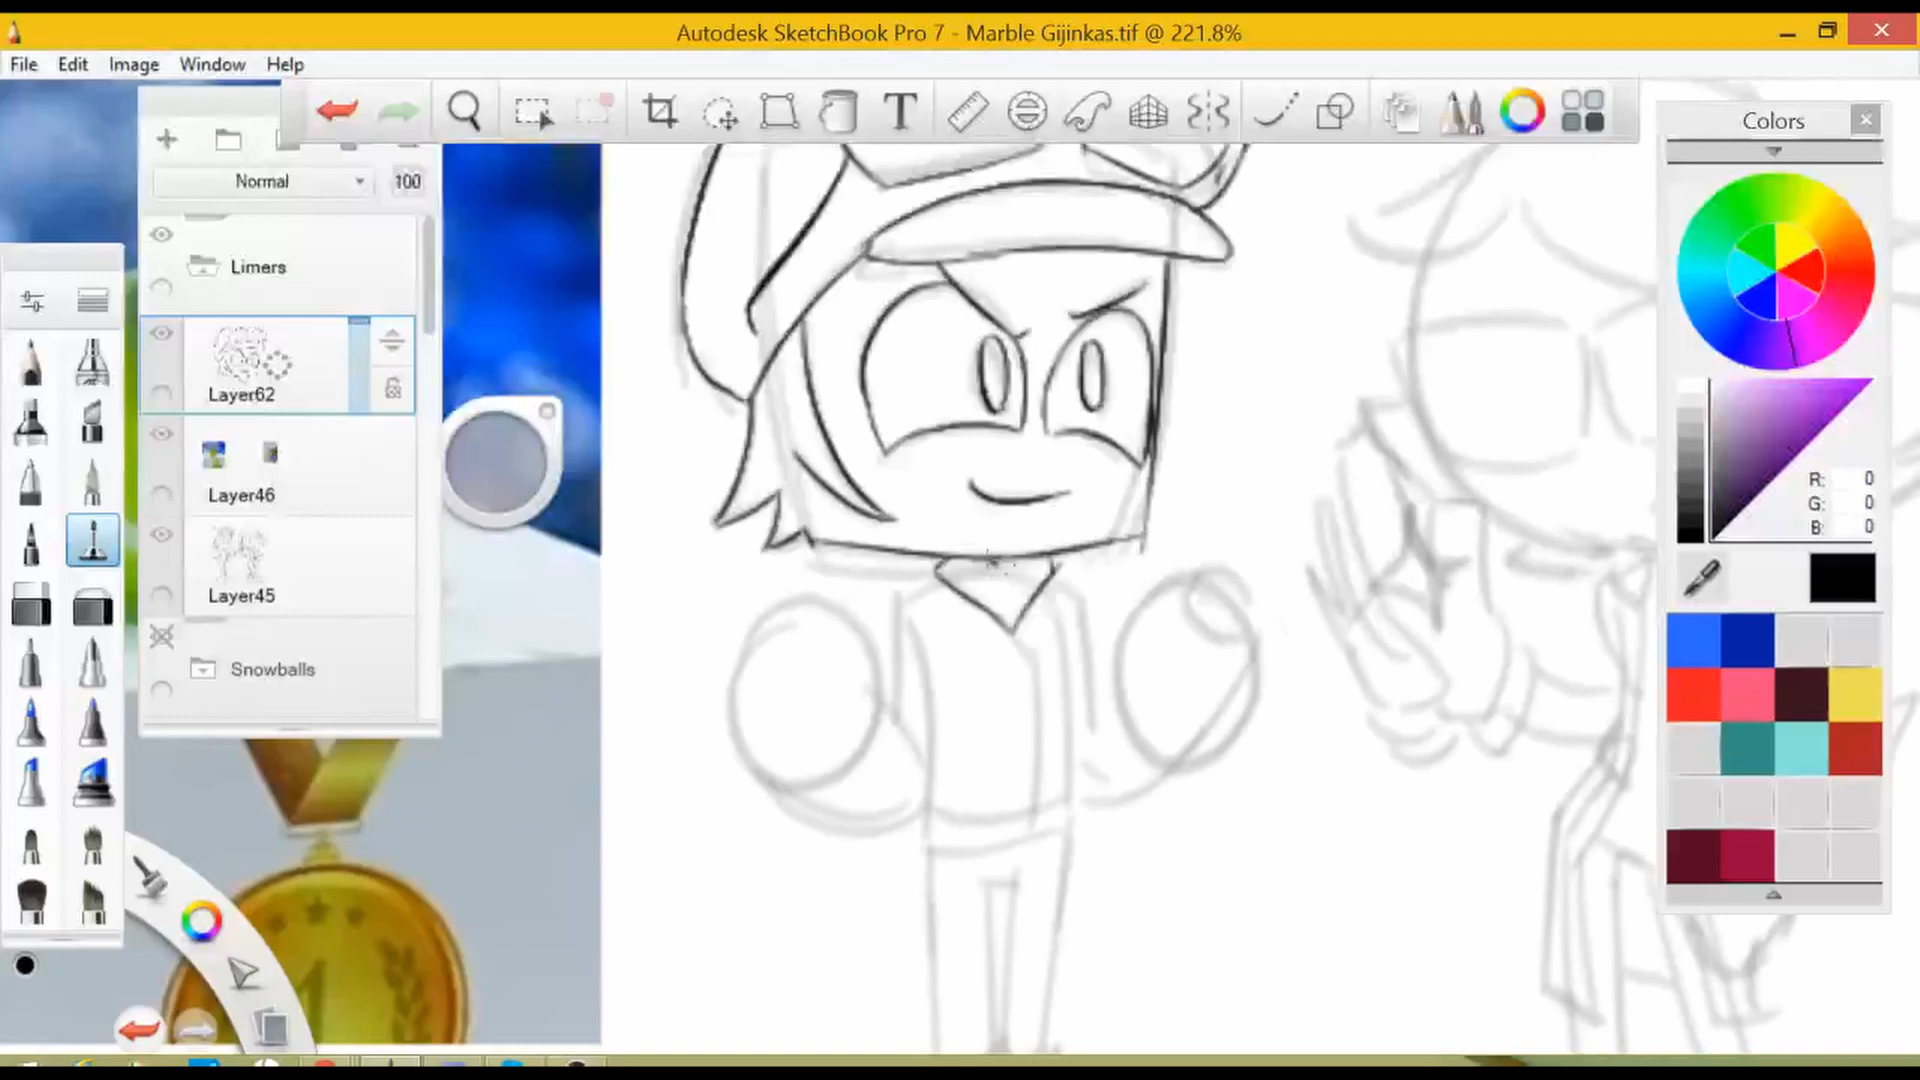 Autodesk SketchBook Pro 7 - Marble Gijinkas.tif @ 221.8%
File Edit Image Window Help
T
Colors
Normal 100
Limers
Layer62
Layer46
Layer45
Snowballs
R: 0
G: 0
B: 0
1